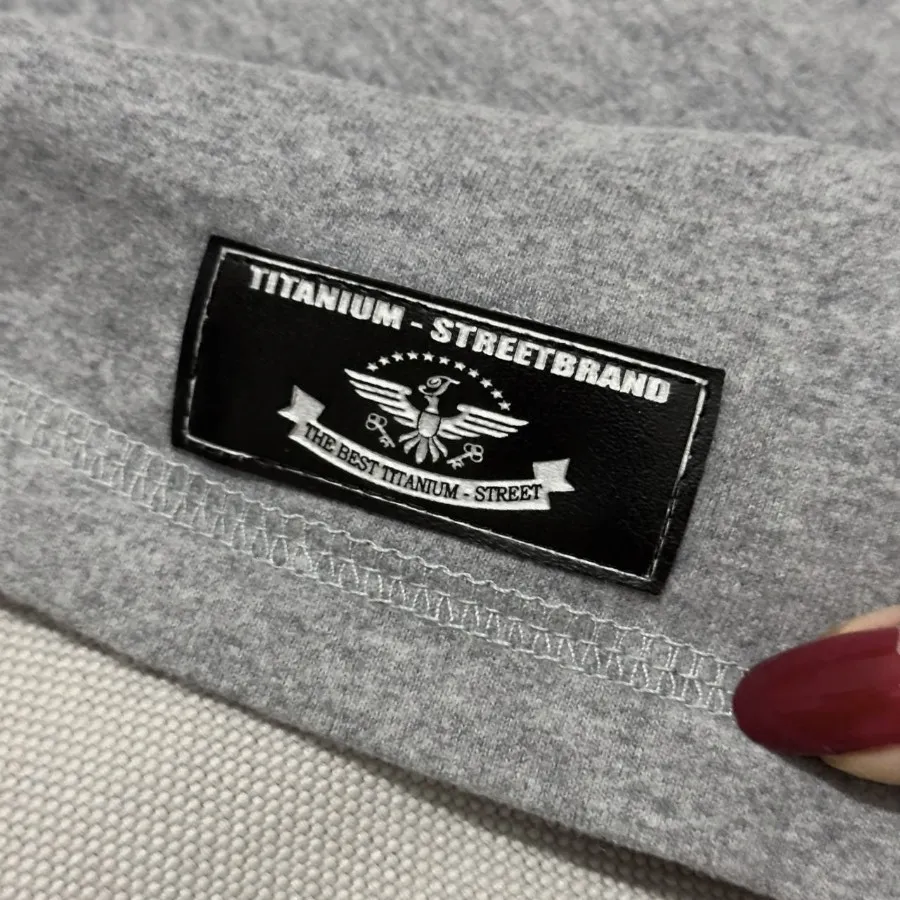 TITANIUM - STREETBRAND
T
THE BEST TITANIUM - STREET